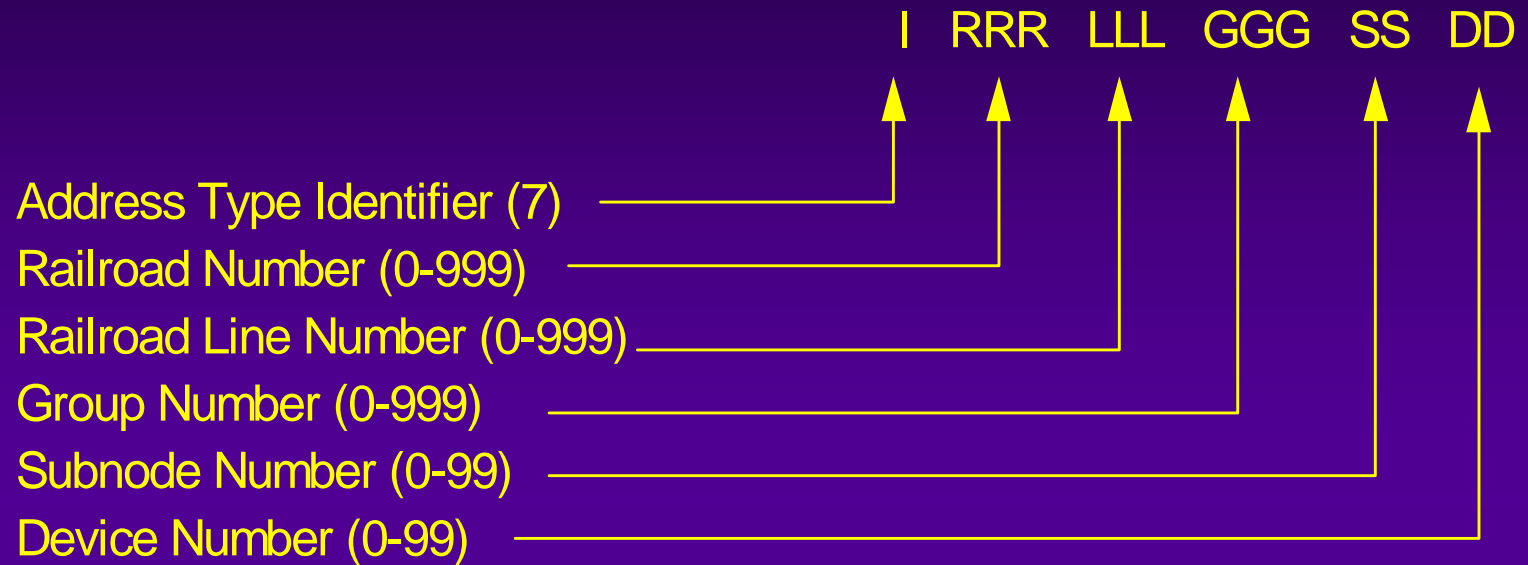 I RRR LLL GGG SS DD
Address Type Identifier (7)
Railroad Number (0-999)
Railroad Line Number (0-999)
Group Number (0-999)
Subnode Number (0-99)
Device Number (0-99)